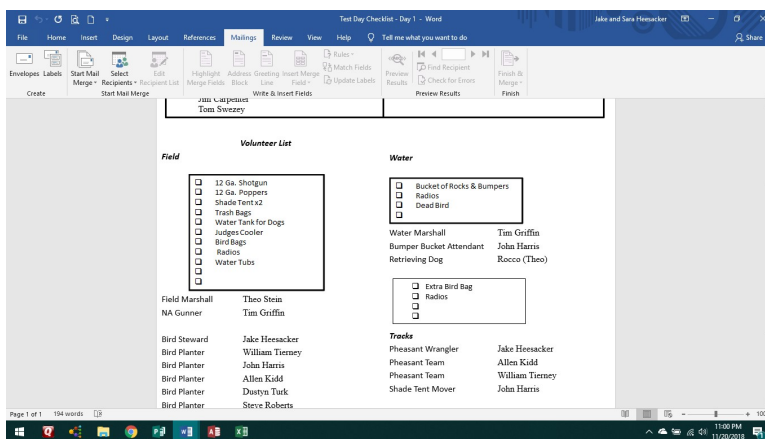 Test Day Checklist - Day 1 - Word
Jake and Sara Heesacker
File Home Insert Design Layout References Mailings Review View Help Tell me what you want to do
Share
Envelopes Labels
Start Mail Merge
Select Recipients
Edit Recipient List
Highlight Merge Fields
Address Block
Greeting Line
Insert Merge Field
Rules
Match Fields
Update Labels
Preview Results
Find Recipient
Check for Errors
Finish & Merge
Create
Start Mail Merge
Write & Insert Fields
Preview Results
Finish
Jim Carpenter
Tom Swezey
Volunteer List
Field
12 Ga. Shotgun
12 Ga. Poppers
Shade Tent x2
Trash Bags
Water Tank for Dogs
Judges Cooler
Bird Bags
Radios
Water Tubs
Field Marshall Theo Stein
NA Gunner Tim Griffin
Bird Steward Jake Heesacker
Bird Planter William Tierney
Bird Planter John Harris
Bird Planter Allen Kidd
Bird Planter Dustyn Turk
Bird Planter Steve Roberts
Water
Bucket of Rocks & Bumpers
Radios
Dead Bird
Water Marshall Tim Griffin
Bumper Bucket Attendant John Harris
Retrieving Dog Rocco (Theo)
Extra Bird Bag
Radios
Tracks
Pheasant Wrangler Jake Heesacker
Pheasant Team Allen Kidd
Pheasant Team William Tierney
Shade Tent Mover John Harris
Page 1 of 1 194 words
100
11:00 PM
11/20/2018